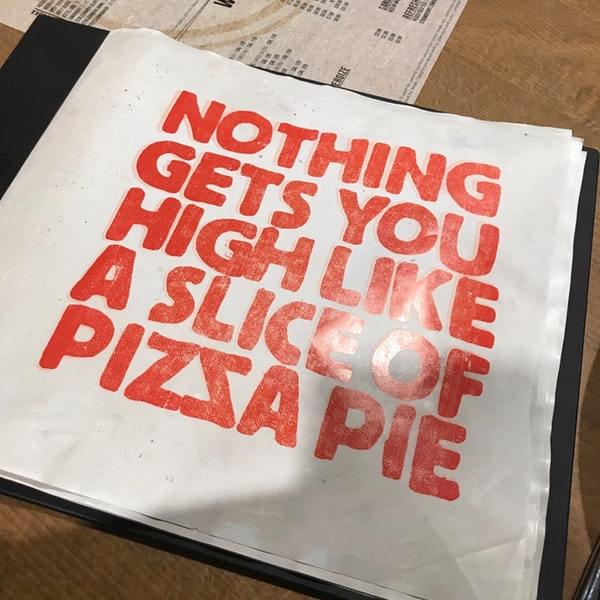 NOTHING
GETS YOU
HIGH LIKE
A SLICE OF
PIZZA PIE